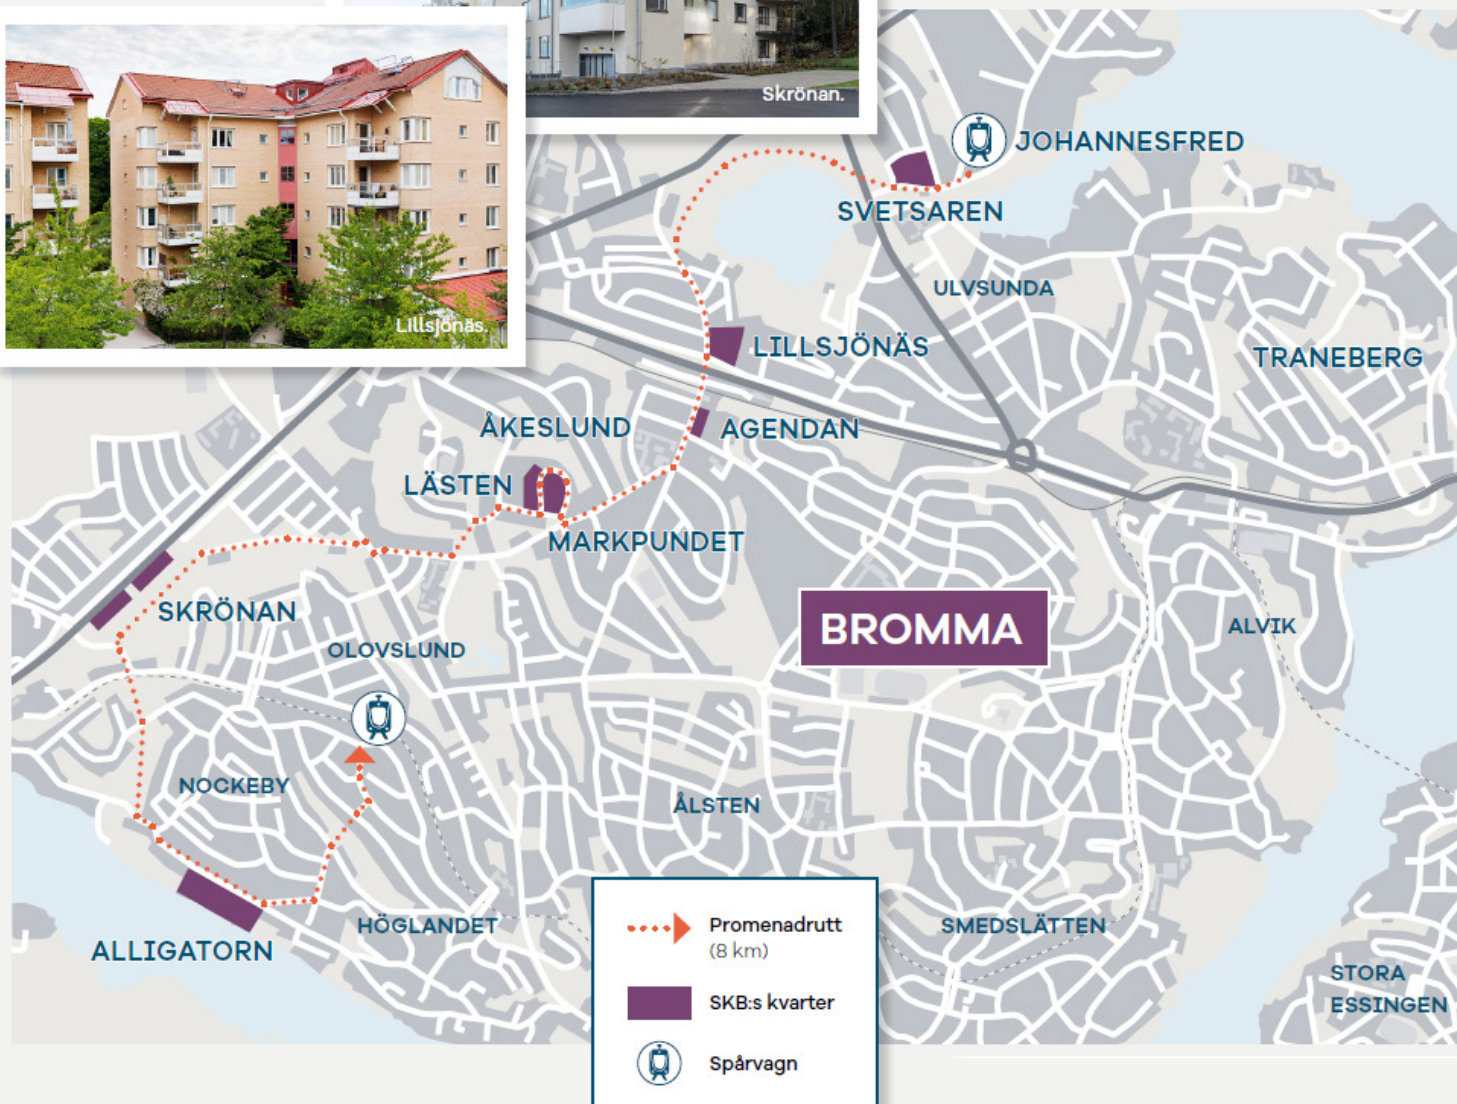 Skrönan.
Lillsjönäs.
JOHANNESFRED
SVETSAREN
ULVSUNDA
LILLSJÖNÄS
TRANEBERG
ÅKESLUND
AGENDAN
LÄSTEN
MARKPUNDET
SKRÖNAN
BROMMA
ALVIK
OLOVSLUND
NOCKEBY
ÅLSTEN
HÖGLANDET
SMEDSLÄTTEN
ALLIGATORN
STORA
ESSINGEN
Promenadrutt
(8 km)
SKB:s kvarter
Spårvagn